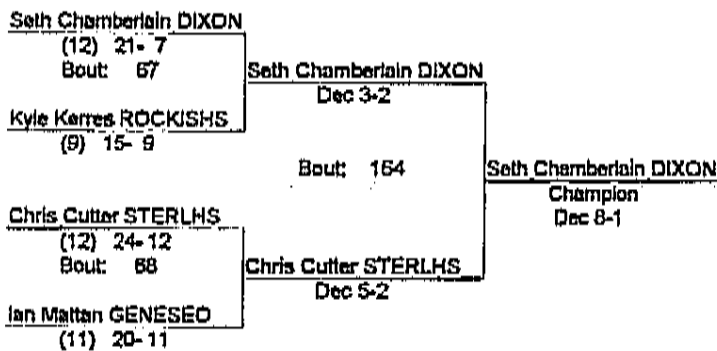 Seth Chamberlain DIXON
(12) 21- 7
Bout: 67
Seth Chamberlain DIXON
Dec 3-2
Kyle Karres ROCKISHS
(9) 15- 9
Bout: 164
Seth Chamberlain DIXON
Champion
Dec 8-1
Chris Cutter STERLHS
(12) 24-12
Bout: 68
Chris Cutter STERLHS
Dec 5-2
Ian Mattan GENESEO
(11) 20-11